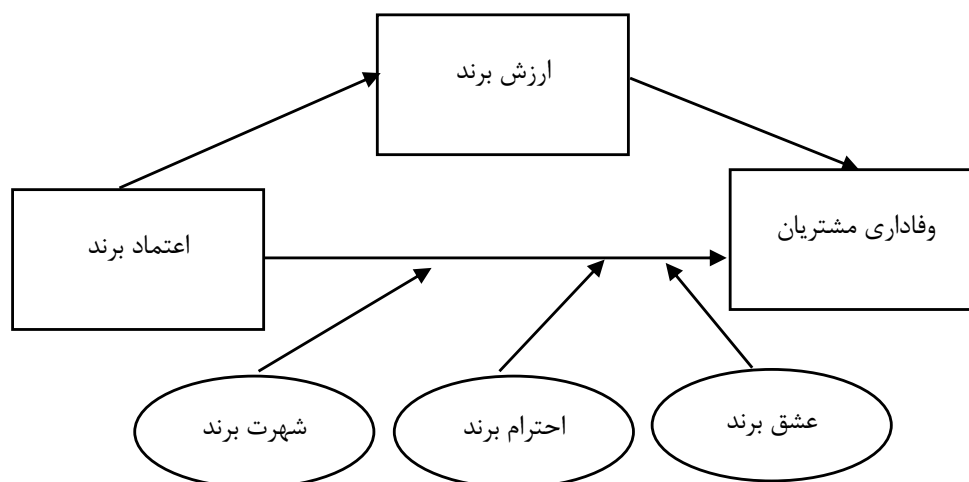 ارزش برند
وفاداری مشتریان
اعتماد برند
عشق برند
احترام برند
شهرت برند